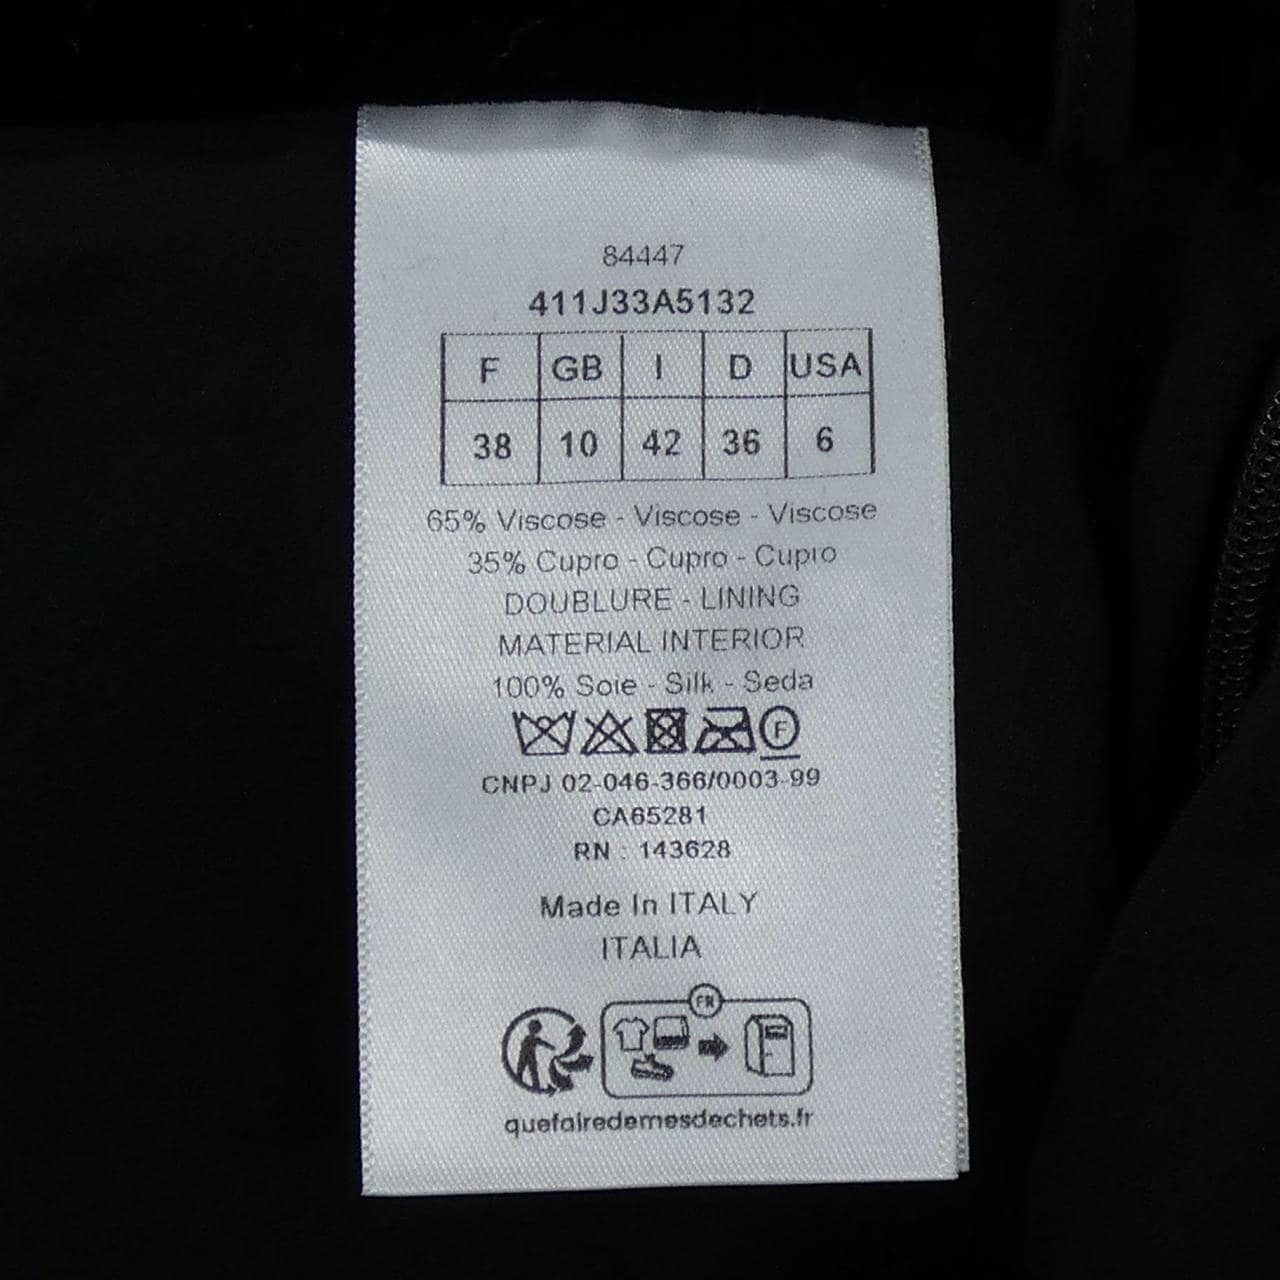 84447
411J33A5132
F GB I D USA
38 10 42 36 6
65% Viscose - Viscose - Viscose
35% Cupro - Cupro - Cupro
DOUBLURE - LINING
MATERIAL INTERIOR
100% Soie - Silk - Seda
F
CNPJ 02-046-366/0003-99
CA65281
RN : 143628
Made In ITALY
ITALIA
FR
quefairedemesdechets.fr